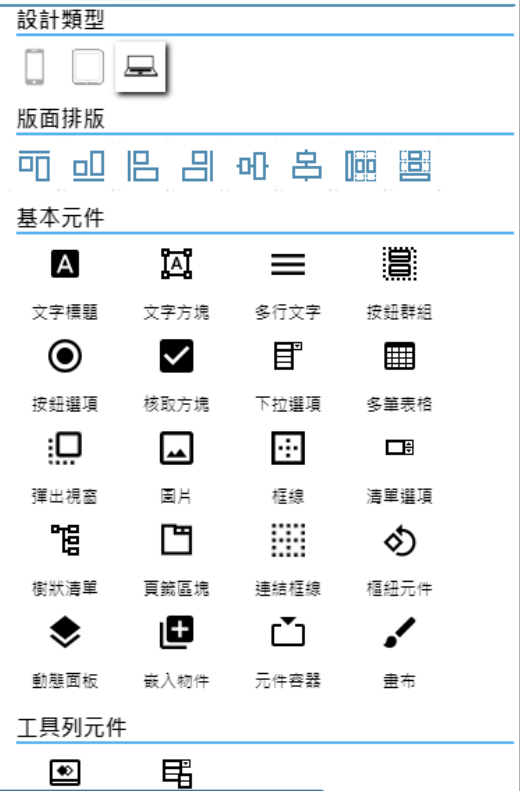 設計類型
版面排版
基本元件
文字標題 文字方塊 多行文字 按鈕群組
按鈕選項 核取方塊 下拉選項 多筆表格
彈出視窗 圖片 框線 清單選項
樹狀清單 頁籤區塊 連結框線 樞紐元件
動態面板 嵌入物件 元件容器 畫布
工具列元件